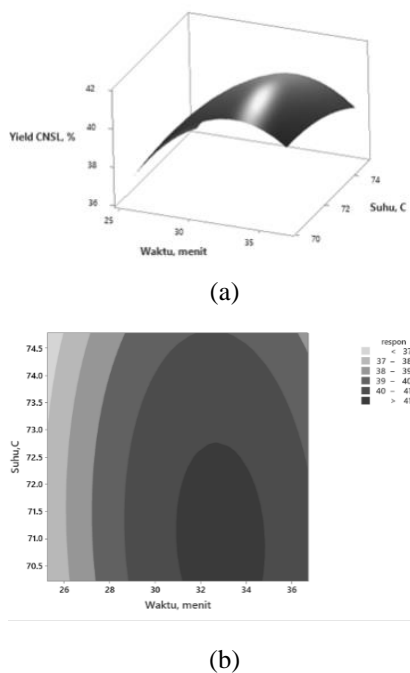 42
40
Yield CNSL, %
38
36
25
30
35
Waktu, menit
74
72
70
Suhu, C
(a)
74.5
74.0
73.5
73.0
72.5
72.0
71.5
71.0
70.5
Suhu,C
26 28 30 32 34 36
Waktu, menit
respon
< 37
37 – 38
38 – 39
39 – 40
40 – 41
> 41
(b)